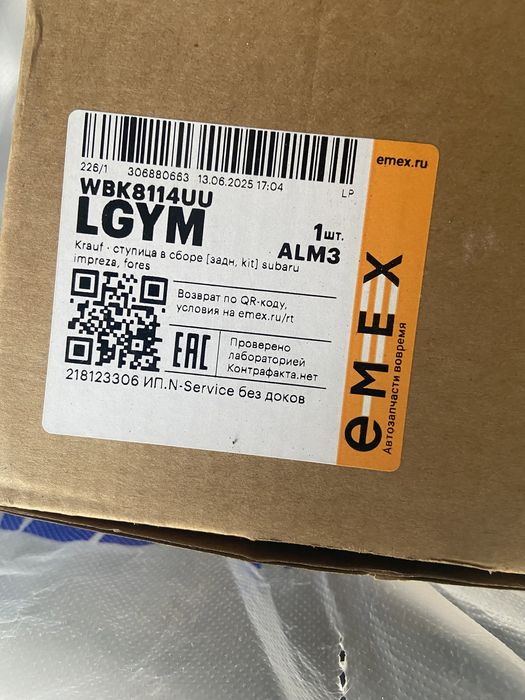 226/1 306880663 13.06.2025 17:04
LP
WBK8114UU
LGYM
1шт.
ALM3
Krauf · ступица в сборе [задн, kit] subaru
impreza, fores
Возврат по QR-коду,
условия на emex.ru/rt
EAC
Проверено
лабораторией
Контрафакта.нет
218123306 ИП.N-Service без доков
emex.ru
eMEX
Автозапчасти вовремя